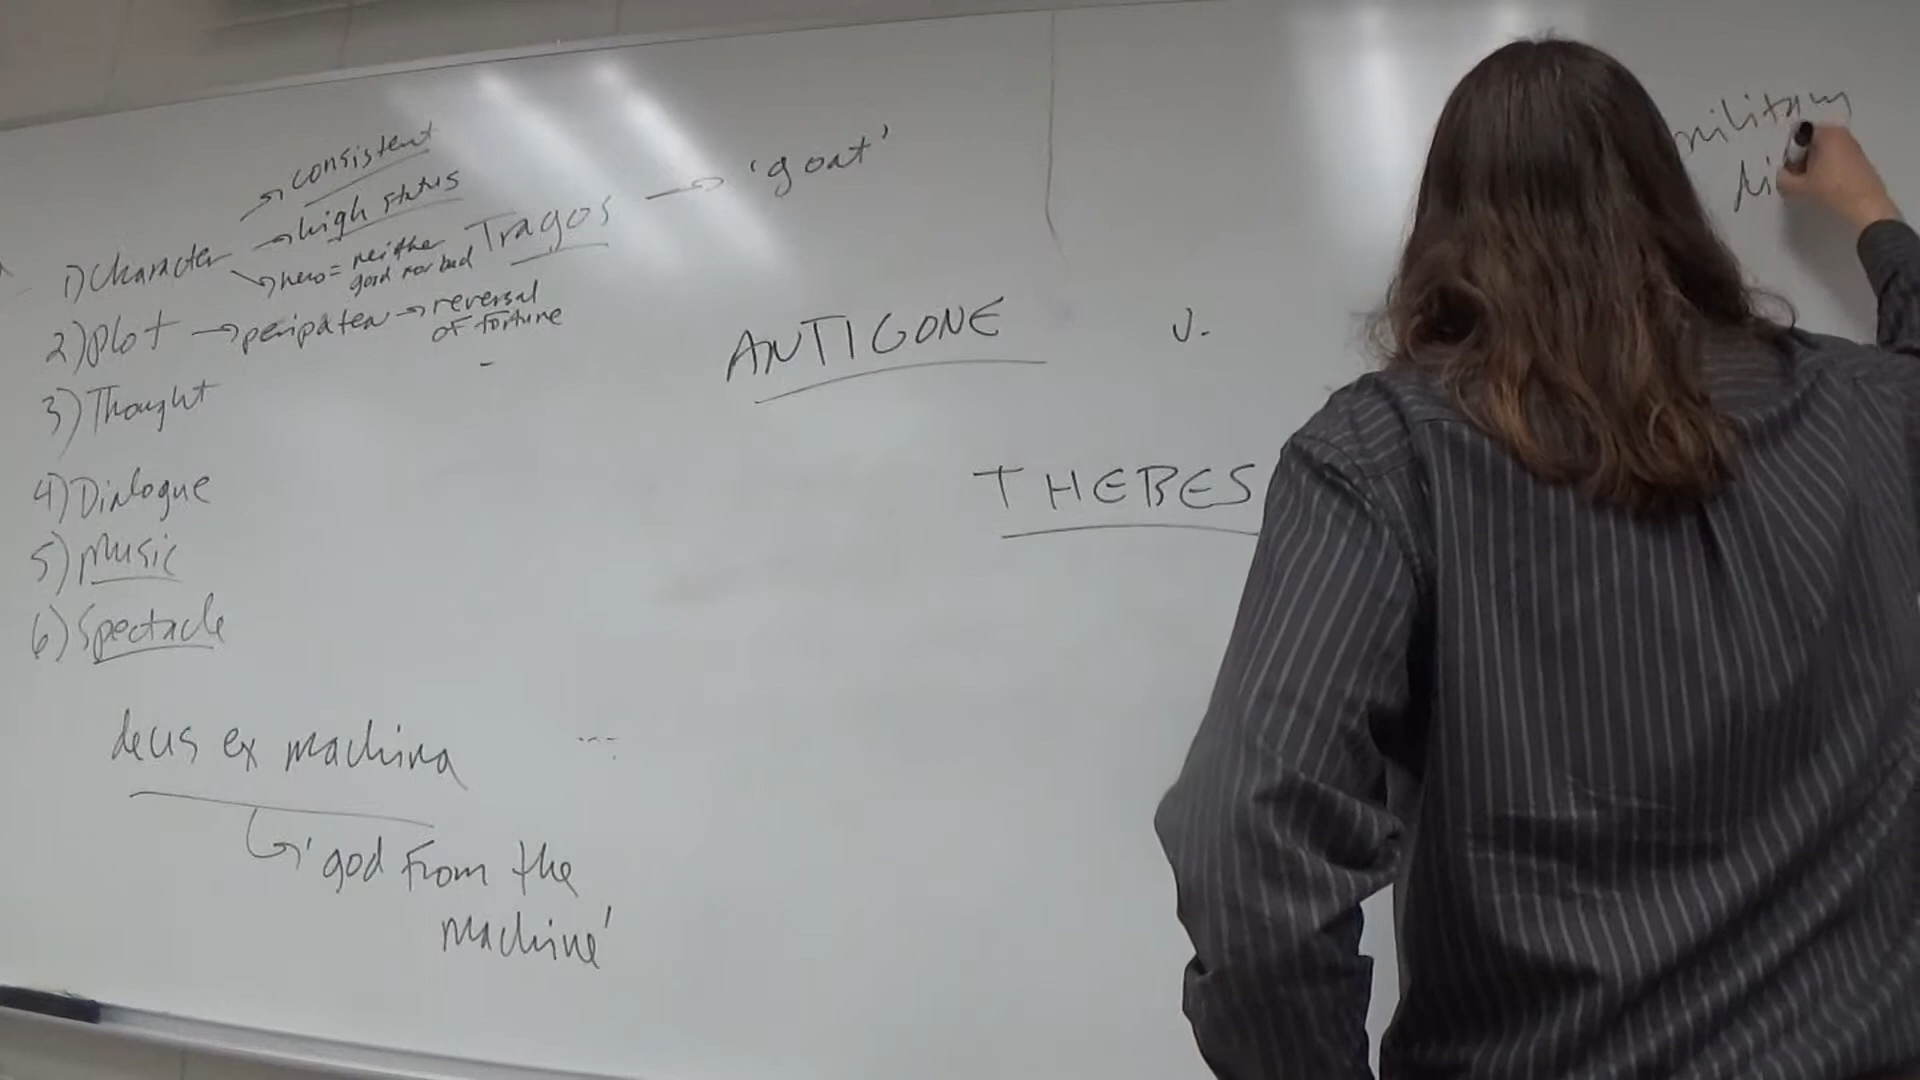 → consistent
1) Character → high status
→ hero = neither
good nor bad
2) Plot → peripatea → reversal
of fortune
3) Thought
4) Dialogue
5) Music
6) Spectacle
deus ex machina
↳ 'god from the
machine'
Tragos → 'goat'
ANTIGONE v.
THEBES
military